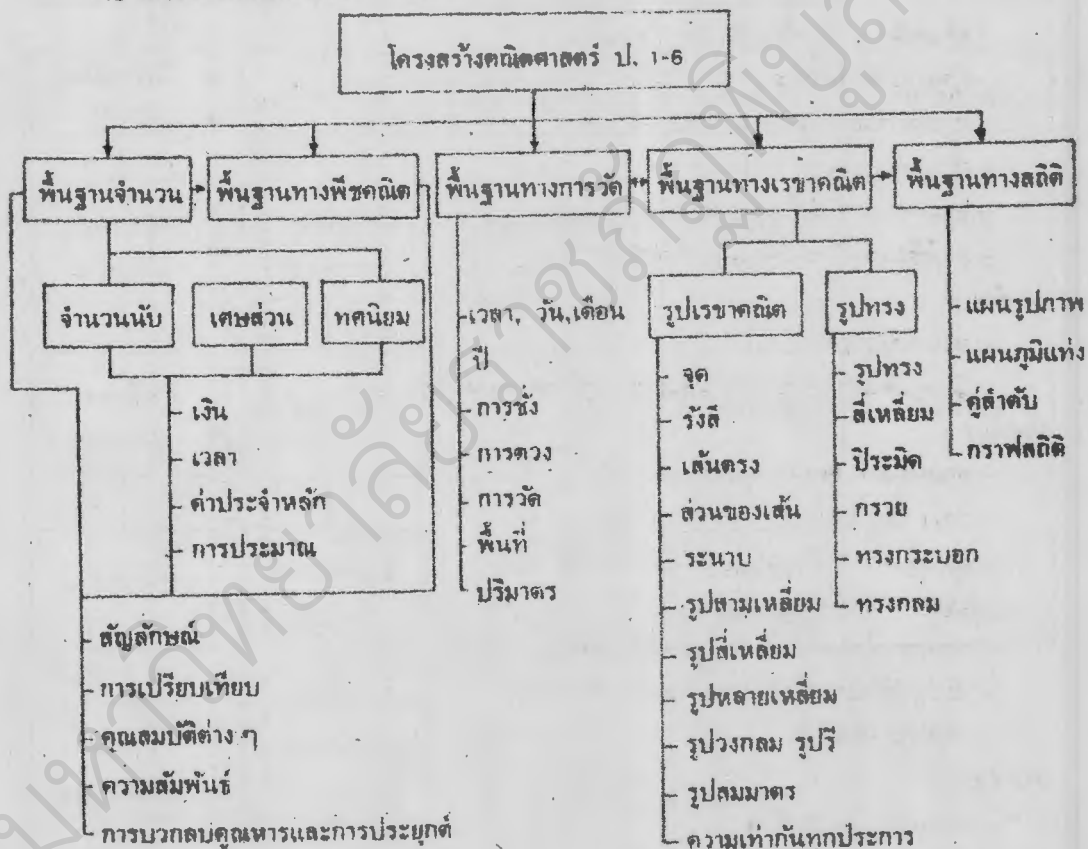 โครงสร้างคณิตศาสตร์ ป. 1-6
พื้นฐานจำนวน
พื้นฐานทางพีชคณิต
พื้นฐานทางการวัด
พื้นฐานทางเรขาคณิต
พื้นฐานทางสถิติ
จำนวนนับ
เศษส่วน
ทศนิยม
เงิน
เวลา
ค่าประจำหลัก
การประมาณ
สัญลักษณ์
การเปรียบเทียบ
คุณสมบัติต่าง ๆ
ความสัมพันธ์
การบวกลบคูณหารและการประยุกต์
เวลา, วัน,เดือน
ปี
การชั่ง
การตวง
การวัด
พื้นที่
ปริมาตร
รูปเรขาคณิต
จุด
รังสี
เส้นตรง
ส่วนของเส้น
ระนาบ
รูปสามเหลี่ยม
รูปสี่เหลี่ยม
รูปหลายเหลี่ยม
รูปวงกลม รูปรี
รูปสมมาตร
ความเท่ากันทุกประการ
รูปทรง
รูปทรง
สี่เหลี่ยม
ปิระมิด
กรวย
ทรงกระบอก
ทรงกลม
แผนรูปภาพ
แผนภูมิแท่ง
คู่ลำดับ
กราฟสถิติ